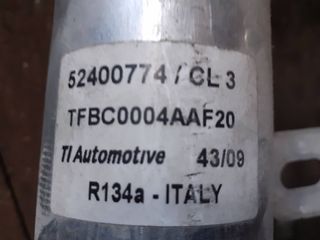 52400774 / CL 3
TFBC0004AAF20
TI Automotive 43/09
R134a - ITALY